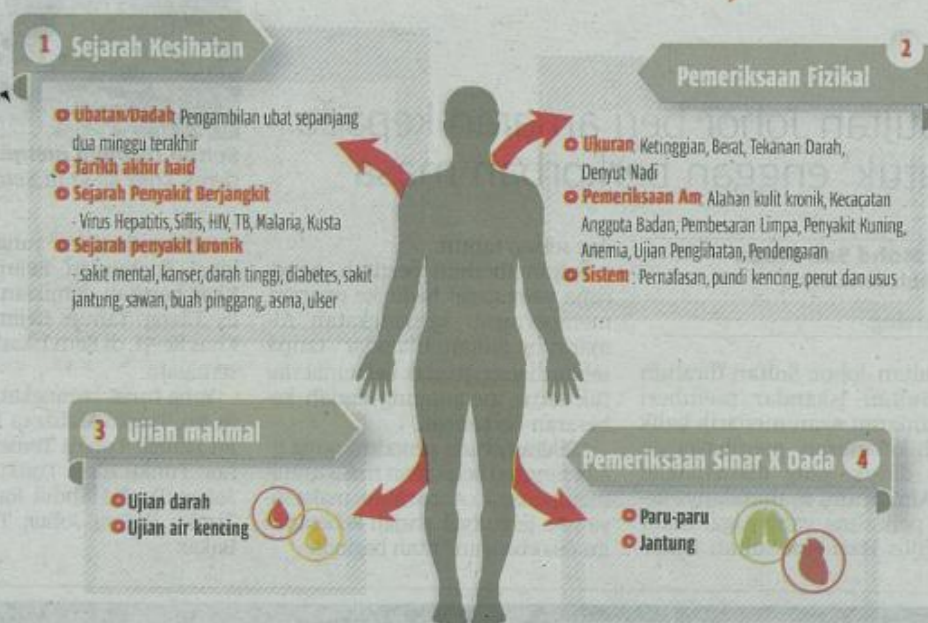 1 Sejarah Kesihatan
Ubatan/Dadah: Pengambilan ubat sepanjang
dua minggu terakhir
Tarikh akhir haid
Sejarah Penyakit Berjangkit
- Virus Hepatitis, Siflis, HIV, TB, Malaria, Kusta
Sejarah penyakit kronik
- sakit mental, kanser, darah tinggi, diabetes, sakit
jantung, sawan, buah pinggang, asma, ulser
2
Pemeriksaan Fizikal
Ukuran: Ketinggian, Berat, Tekanan Darah,
Denyut Nadi
Pemeriksaan Am: Alahan kulit kronik, Kecacatan
Anggota Badan, Pembesaran Limpa, Penyakit Kuning,
Anemia, Ujian Penglihatan, Pendengaran
Sistem : Pernafasan, pundi kencing, perut dan usus
3 Ujian makmal
Ujian darah
Ujian air kencing
Pemeriksaan Sinar X Dada 4
Paru-paru
Jantung